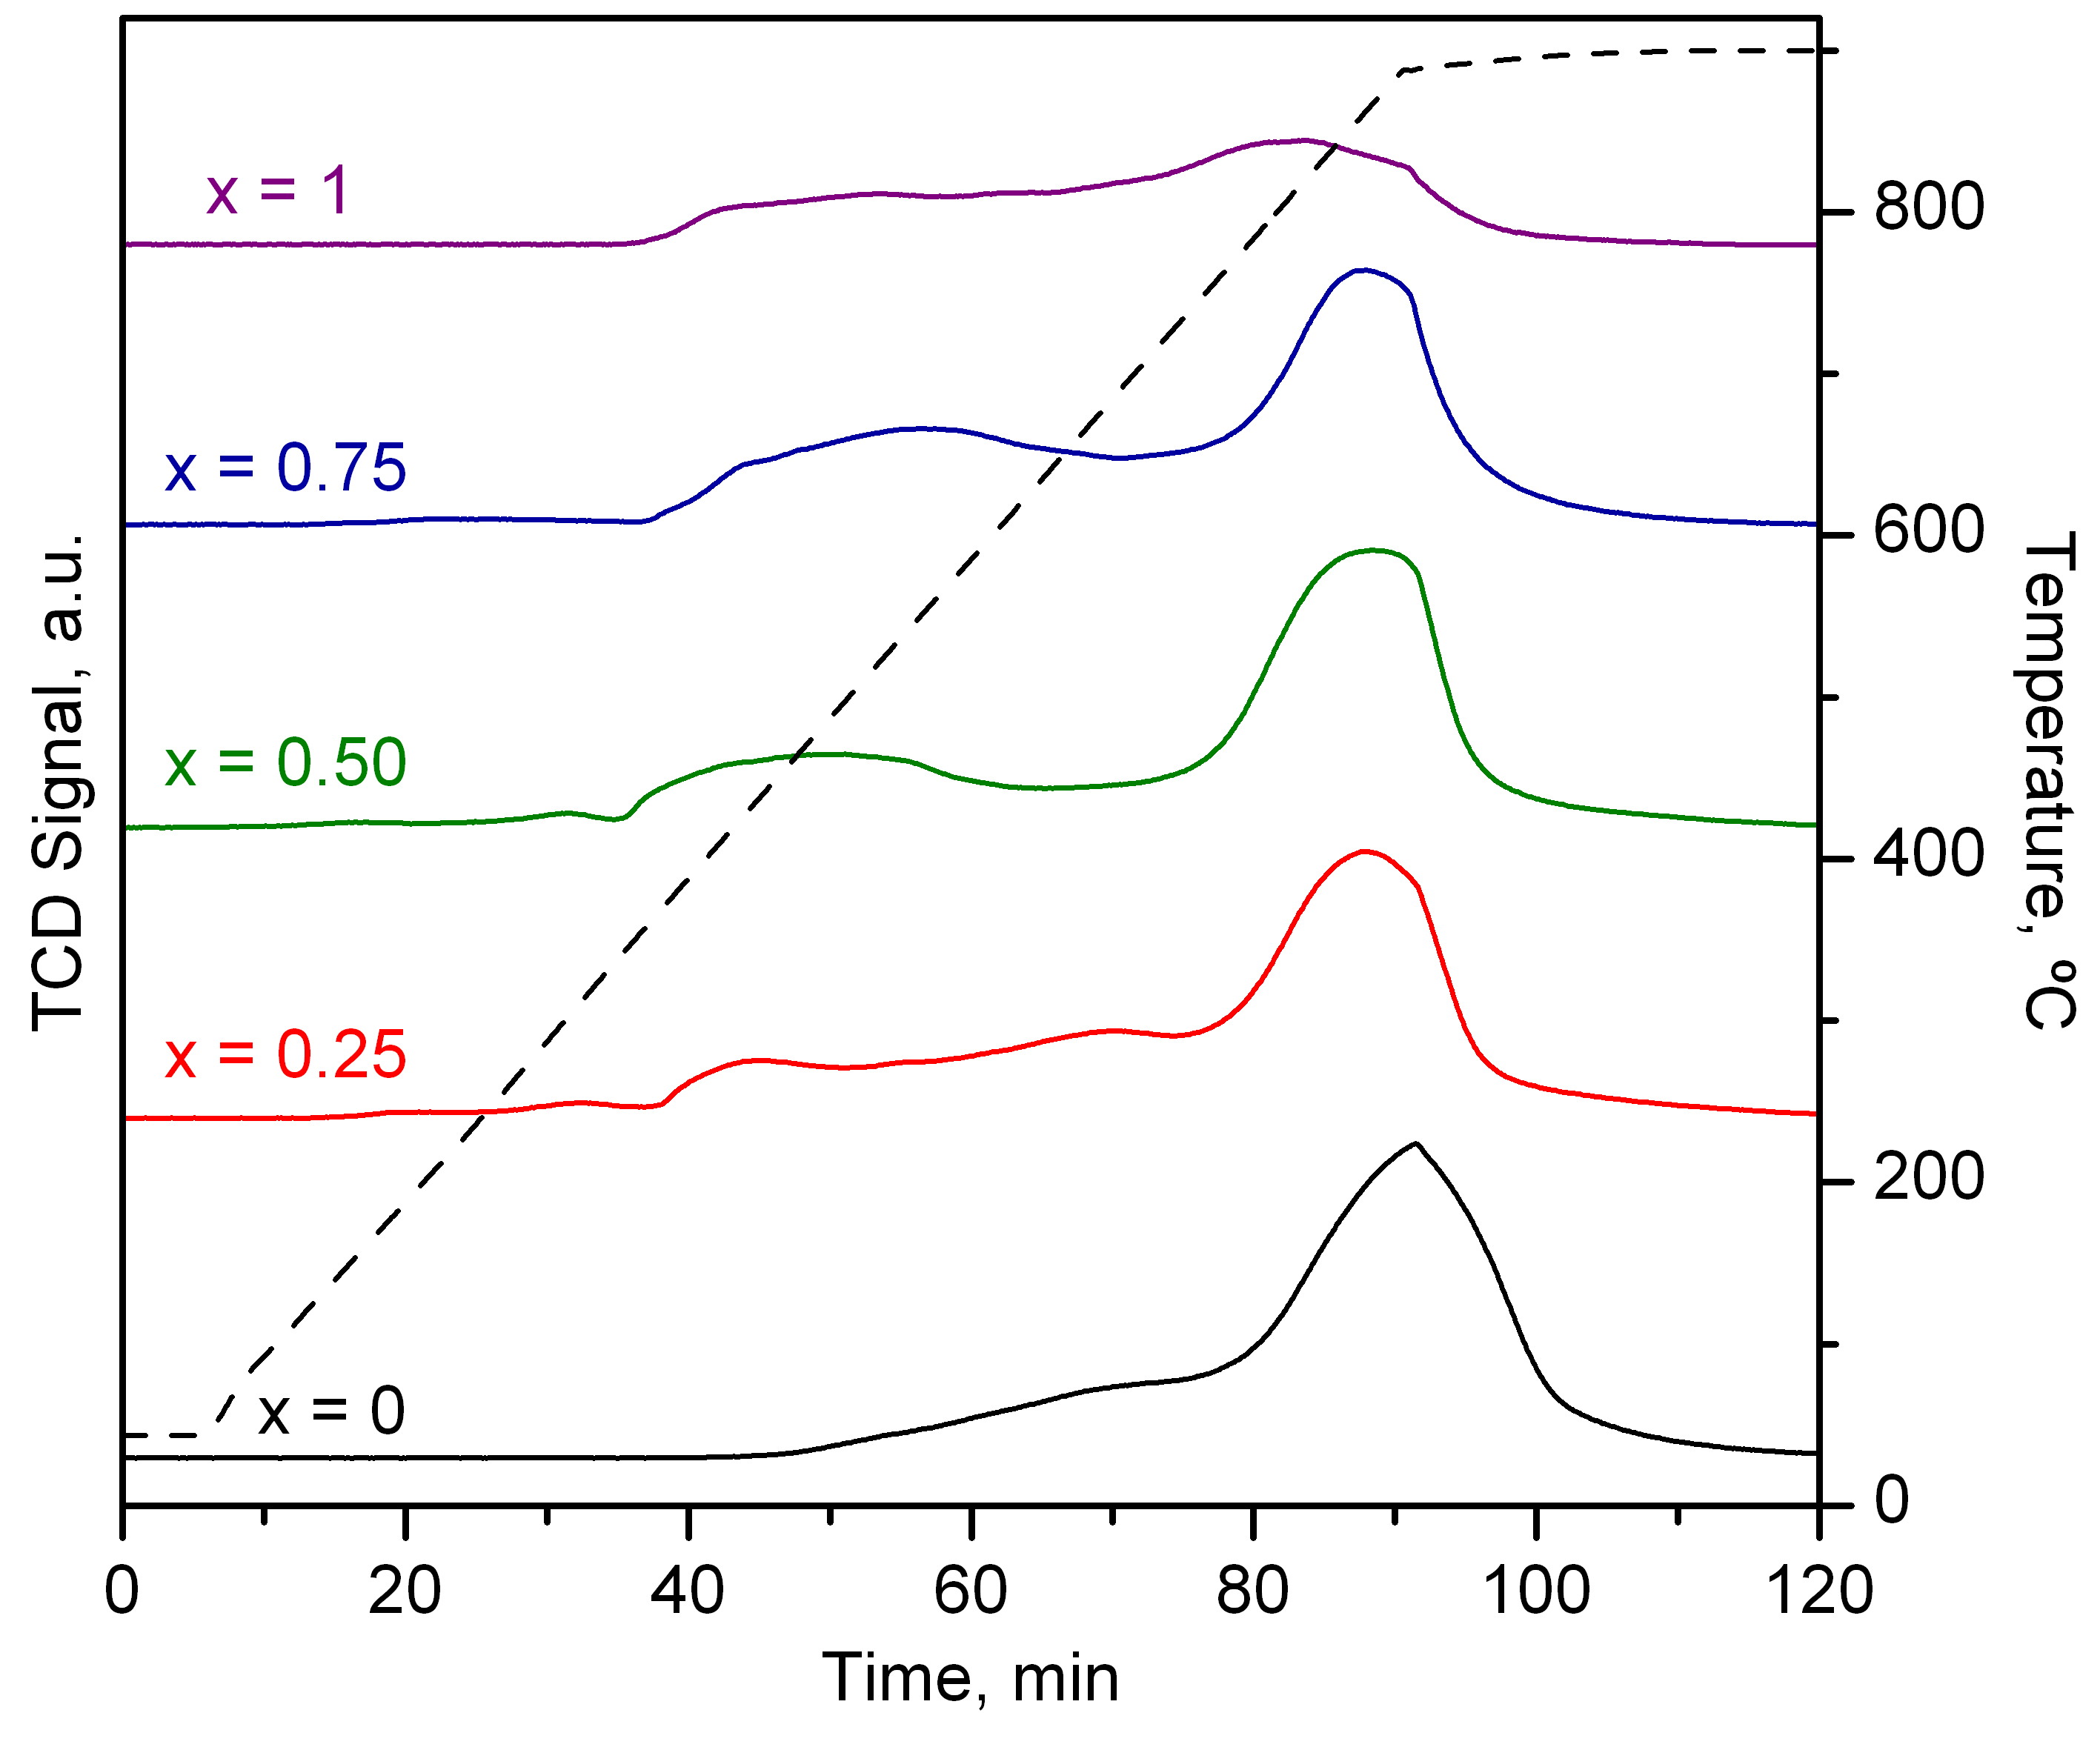 x = 1
x = 0.75
x = 0.50
x = 0.25
x = 0
TCD Signal, a.u.
800
600
400
200
0
Temperature, ºC
0 20 40 60 80 100 120
Time, min